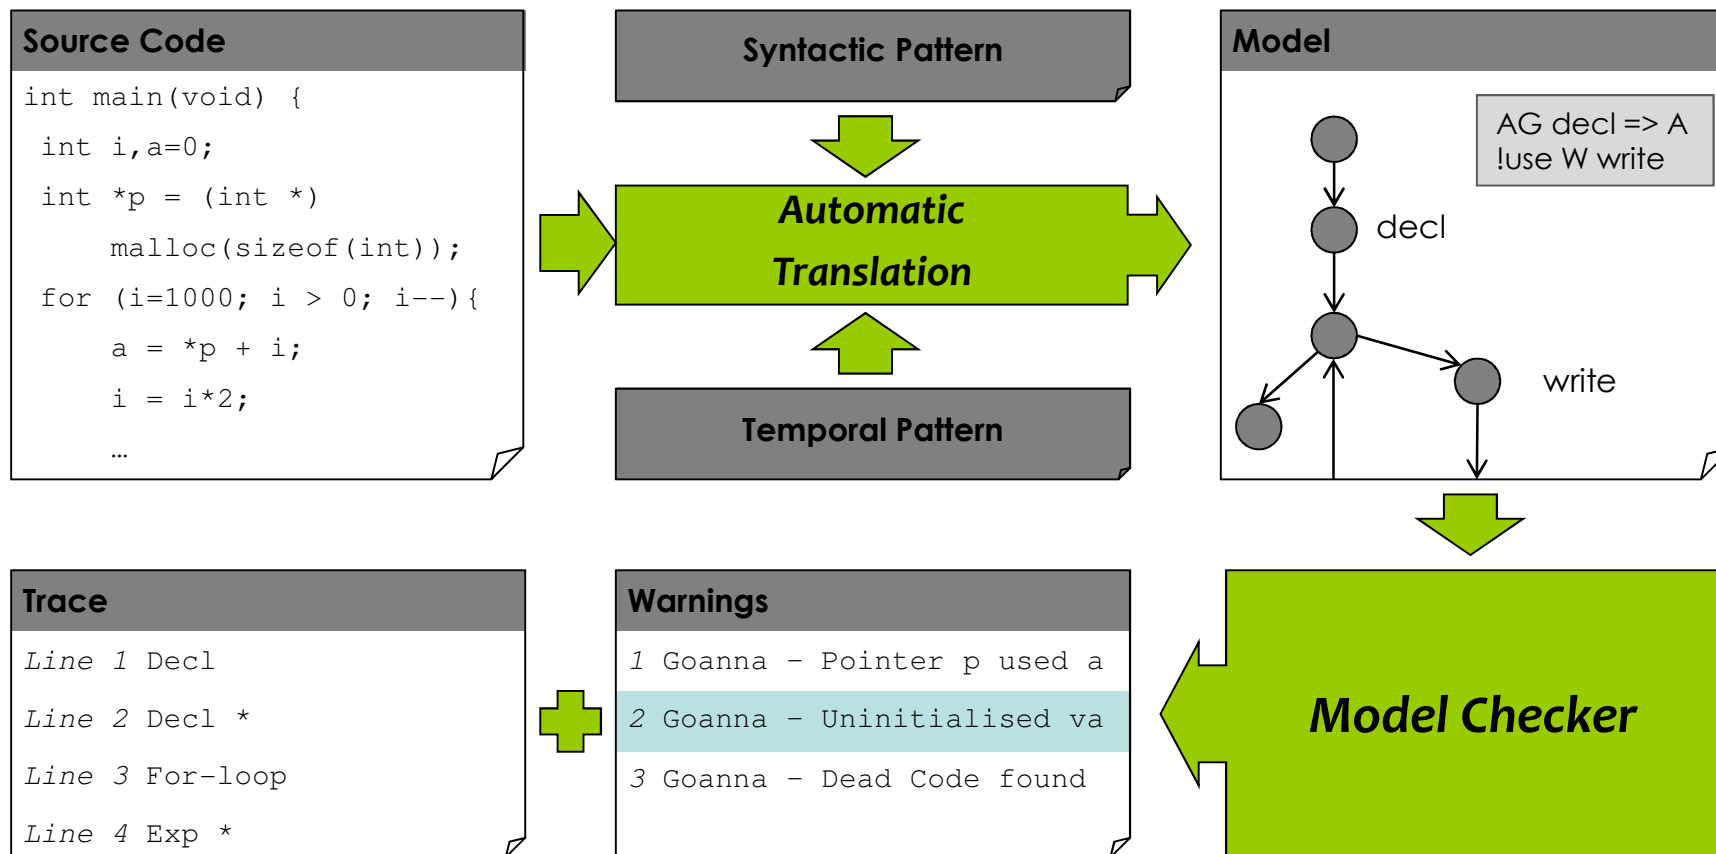 Source Code
int main(void) {
int i,a=0;
int *p = (int *)
malloc(sizeof(int));
for (i=1000; i > 0; i--){
a = *p + i;
i = i*2;
…
Syntactic Pattern
Automatic
Translation
Temporal Pattern
Model
AG decl => A
!use W write
decl
write
Trace
Line 1 Decl
Line 2 Decl *
Line 3 For-loop
Line 4 Exp *
Warnings
1 Goanna - Pointer p used a
2 Goanna - Uninitialised va
3 Goanna - Dead Code found
Model Checker